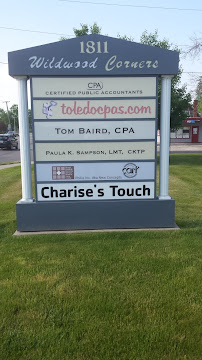 1811
Wildwood Corners
CPA
CERTIFIED PUBLIC ACCOUNTANTS
toledocpas.com
TOM BAIRD, CPA
PAULA K. SAMPSON, LMT, CKTP
Charise's Touch